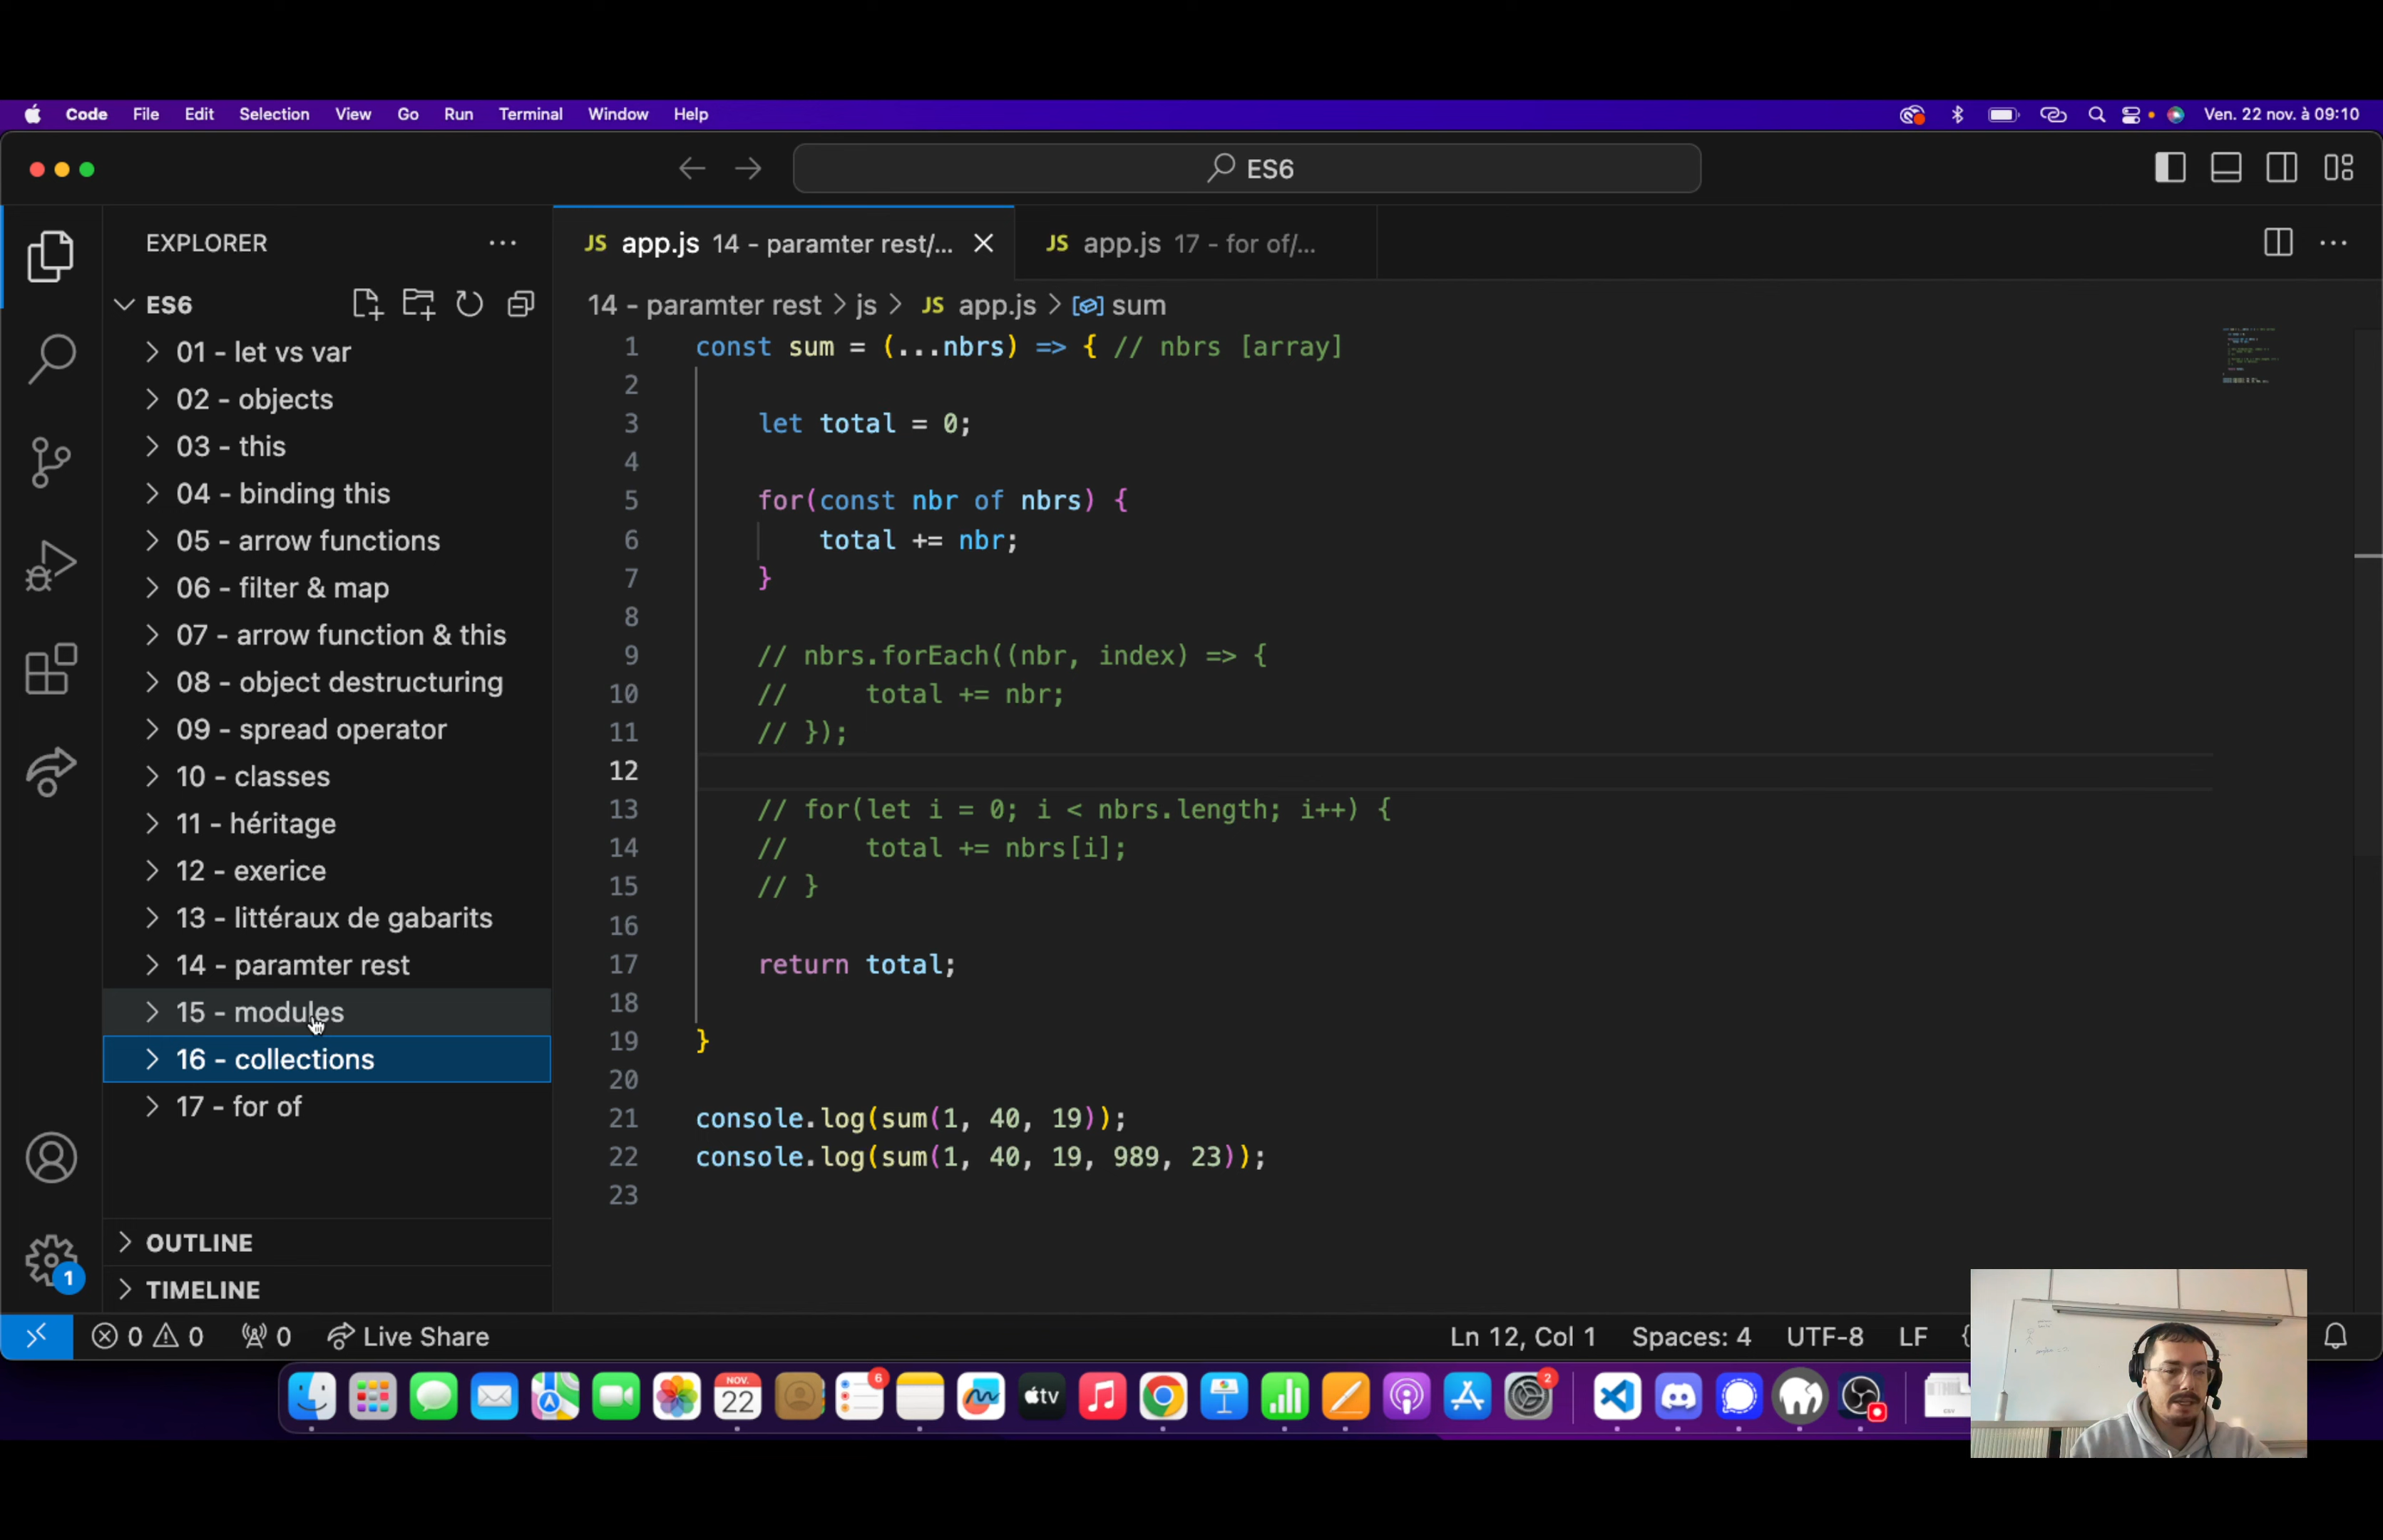 Code File Edit Selection View Go Run Terminal Window Help Ven. 22 nov. à 09:10
ES6
EXPLORER
ES6
01 - let vs var
02 - objects
03 - this
04 - binding this
05 - arrow functions
06 - filter & map
07 - arrow function & this
08 - object destructuring
09 - spread operator
10 - classes
11 - héritage
12 - exerice
13 - littéraux de gabarits
14 - paramter rest
15 - modules
16 - collections
17 - for of
OUTLINE
TIMELINE
1
JS app.js 14 - paramter rest/... JS app.js 17 - for of/...
14 - paramter rest > js > JS app.js > sum
1 const sum = (...nbrs) => { // nbrs [array]
2
3 let total = 0;
4
5 for(const nbr of nbrs) {
6 total += nbr;
7 }
8
9 // nbrs.forEach((nbr, index) => {
10 // total += nbr;
11 // });
12
13 // for(let i = 0; i < nbrs.length; i++) {
14 // total += nbrs[i];
15 // }
16
17 return total;
18
19 }
20
21 console.log(sum(1, 40, 19));
22 console.log(sum(1, 40, 19, 989, 23));
23
0 0 0 Live Share Ln 12, Col 1 Spaces: 4 UTF-8 LF {
NOV.
22
6
tv
2
CSV